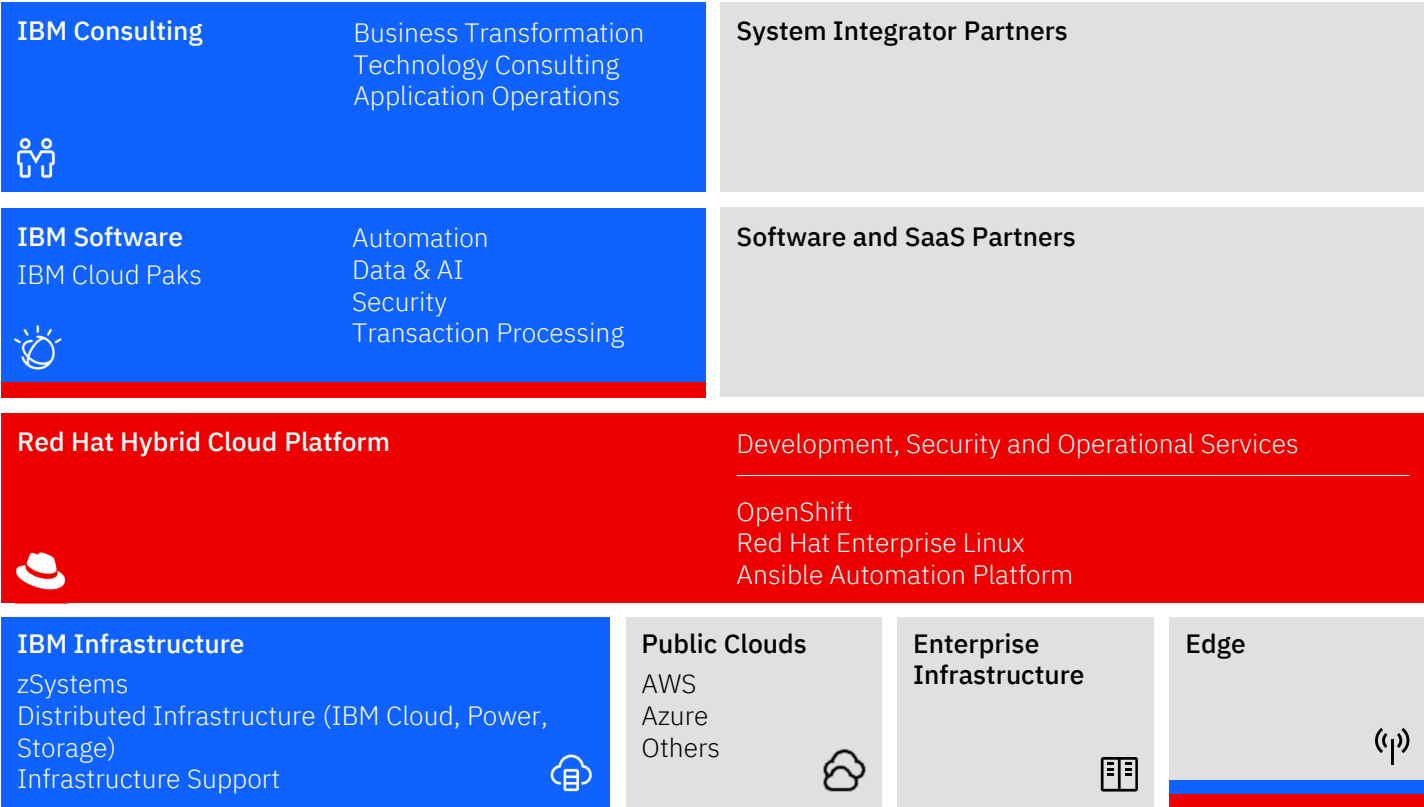 IBM Consulting
Business Transformation
Technology Consulting
Application Operations
System Integrator Partners
IBM Software
IBM Cloud Paks
Automation
Data & AI
Security
Transaction Processing
Software and SaaS Partners
Red Hat Hybrid Cloud Platform
Development, Security and Operational Services
OpenShift
Red Hat Enterprise Linux
Ansible Automation Platform
IBM Infrastructure
zSystems
Distributed Infrastructure (IBM Cloud, Power,
Storage)
Infrastructure Support
Public Clouds
AWS
Azure
Others
Enterprise
Infrastructure
Edge